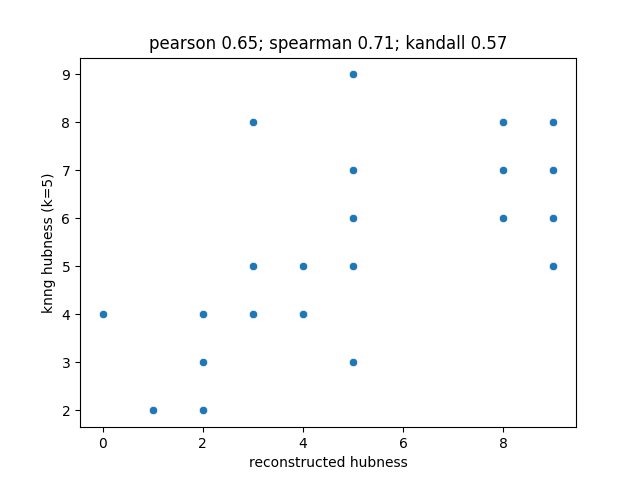 pearson 0.65; spearman 0.71; kandall 0.57
9
8
7
6
5
4
3
2
knng hubness (k=5)
0 2 4 6 8
reconstructed hubness